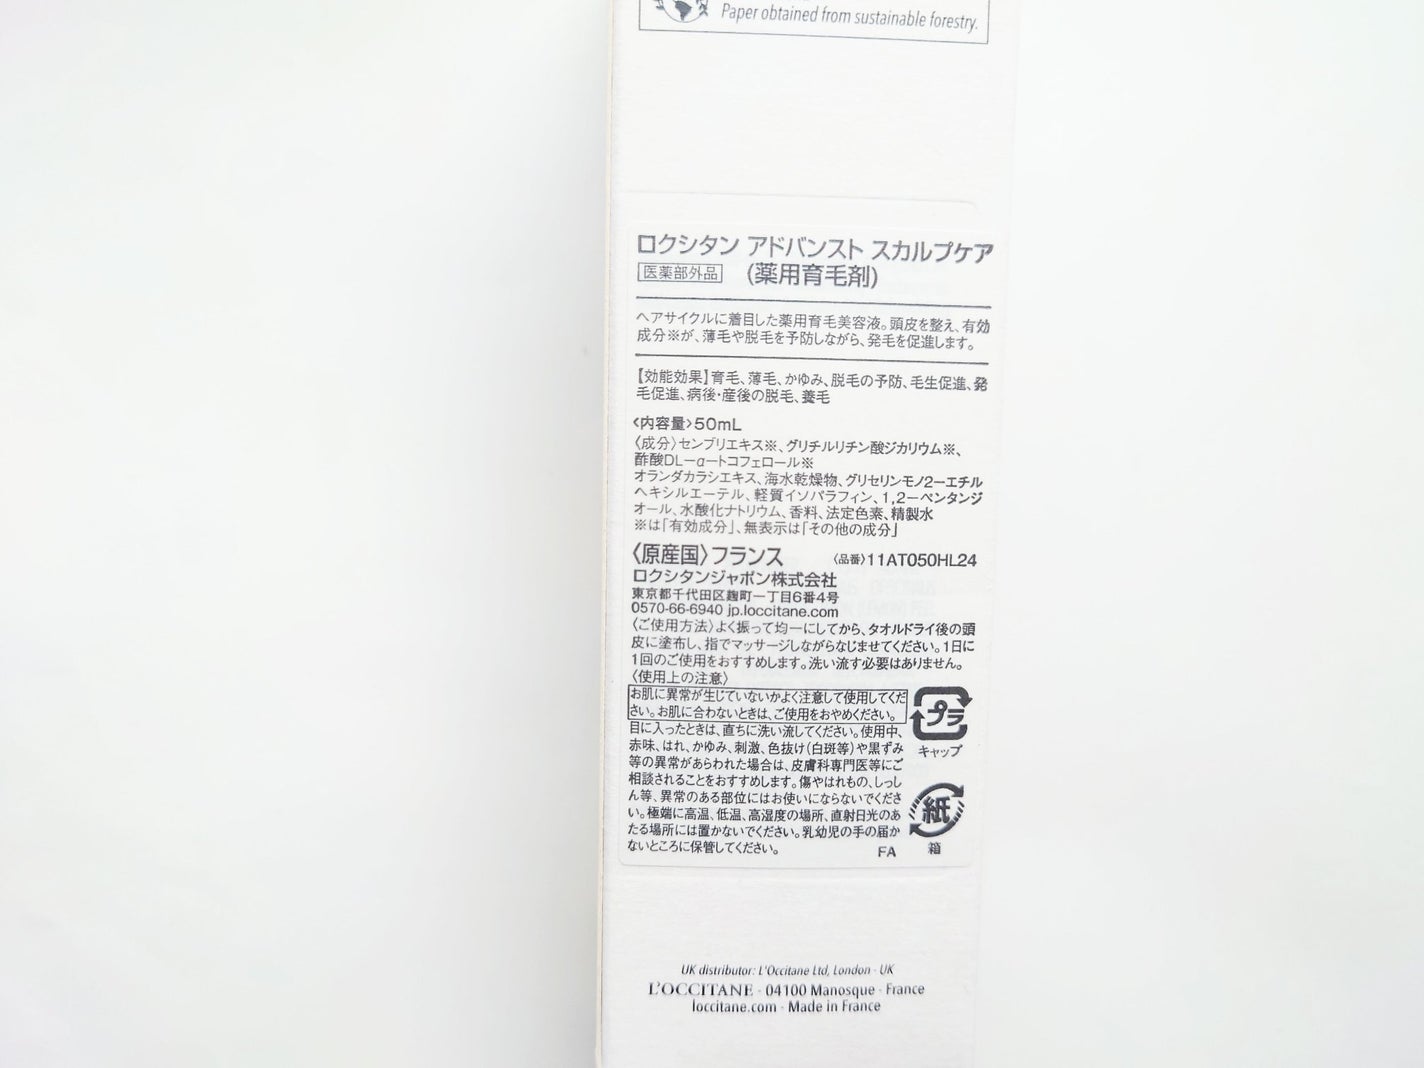 Paper obtained from sustainable forestry.
ロクシタン アドバンスト スカルプケア
医薬部外品 (薬用育毛剤)
ヘアサイクルに着目した薬用育毛美容液。頭皮を整え、有効
成分※が、薄毛や脱毛を予防しながら、発毛を促進します。
【効能効果】育毛、薄毛、かゆみ、脱毛の予防、毛生促進、発
毛促進、病後・産後の脱毛、養毛
<内容量>50mL
〈成分〉センブリエキス※、グリチルリチン酸ジカリウム※、
酢酸DL－α－トコフェロール※
オランダカラシエキス、海水乾燥物、グリセリンモノ2－エチル
ヘキシルエーテル、軽質イソパラフィン、1,2－ペンタンジ
オール、水酸化ナトリウム、香料、法定色素、精製水
※は「有効成分」、無表示は「その他の成分」
〈原産国〉フランス 〈品番〉11AT050HL24
ロクシタンジャポン株式会社
東京都千代田区麹町一丁目6番4号
0570-66-6940 jp.loccitane.com
〈ご使用方法〉よく振って均一にしてから、タオルドライ後の頭
皮に塗布し、指でマッサージしながらなじませてください。1日に
1回のご使用をおすすめします。洗い流す必要はありません。
〈使用上の注意〉
お肌に異常が生じていないかよく注意して使用してくだ
さい。お肌に合わないときは、ご使用をおやめください。
目に入ったときは、直ちに洗い流してください。使用中、
赤味、はれ、かゆみ、刺激、色抜け(白斑等)や黒ずみ
等の異常があらわれた場合は、皮膚科専門医等にご
相談されることをおすすめします。傷やはれもの、しっし
ん等、異常のある部位にはお使いにならないでくださ
い。極端に高温、低温、高湿度の場所、直射日光のあ
たる場所には置かないでください。乳幼児の手の届か
ないところに保管してください。
FA
プラ
キャップ
紙
箱
UK distributor: L'Occitane Ltd, London - UK
L'OCCITANE - 04100 Manosque - France
loccitane.com - Made in France